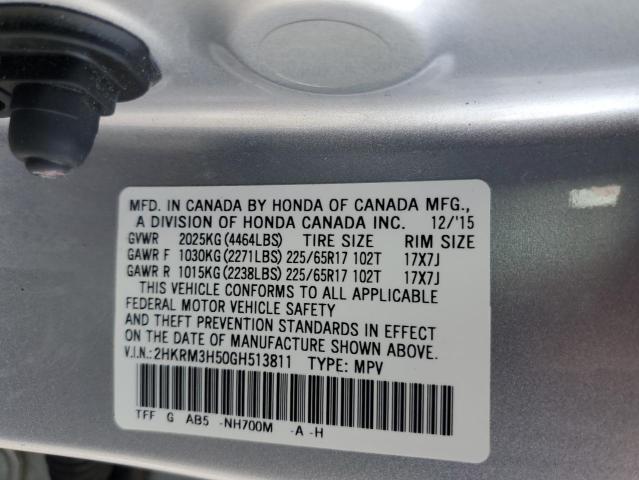 MFD. IN CANADA BY HONDA OF CANADA MFG.,
A DIVISION OF HONDA CANADA INC. 12/'15
GVWR 2025KG(4464LBS) TIRE SIZE RIM SIZE
GAWR F 1030KG(2271LBS) 225/65R17 102T 17X7J
GAWR R 1015KG(2238LBS) 225/65R17 102T 17X7J
THIS VEHICLE CONFORMS TO ALL APPLICABLE
FEDERAL MOTOR VEHICLE SAFETY
AND THEFT PREVENTION STANDARDS IN EFFECT
ON THE DATE OF MANUFACTURE SHOWN ABOVE.
V.I.N.:2HKRM3H50GH513811 TYPE: MPV
TFF G AB5 -NH700M -A -H